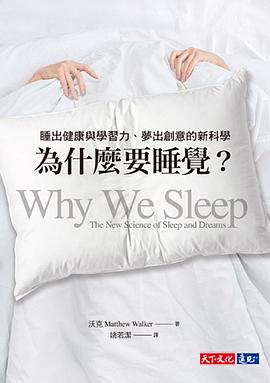 睡出健康與學習力、夢出創意的新科學
為什麼要睡覺？
Why We Sleep
The New Science of Sleep and Dreams
沃克 Matthew Walker —— 著
姚若潔 —— 譯
天下文化 遠見